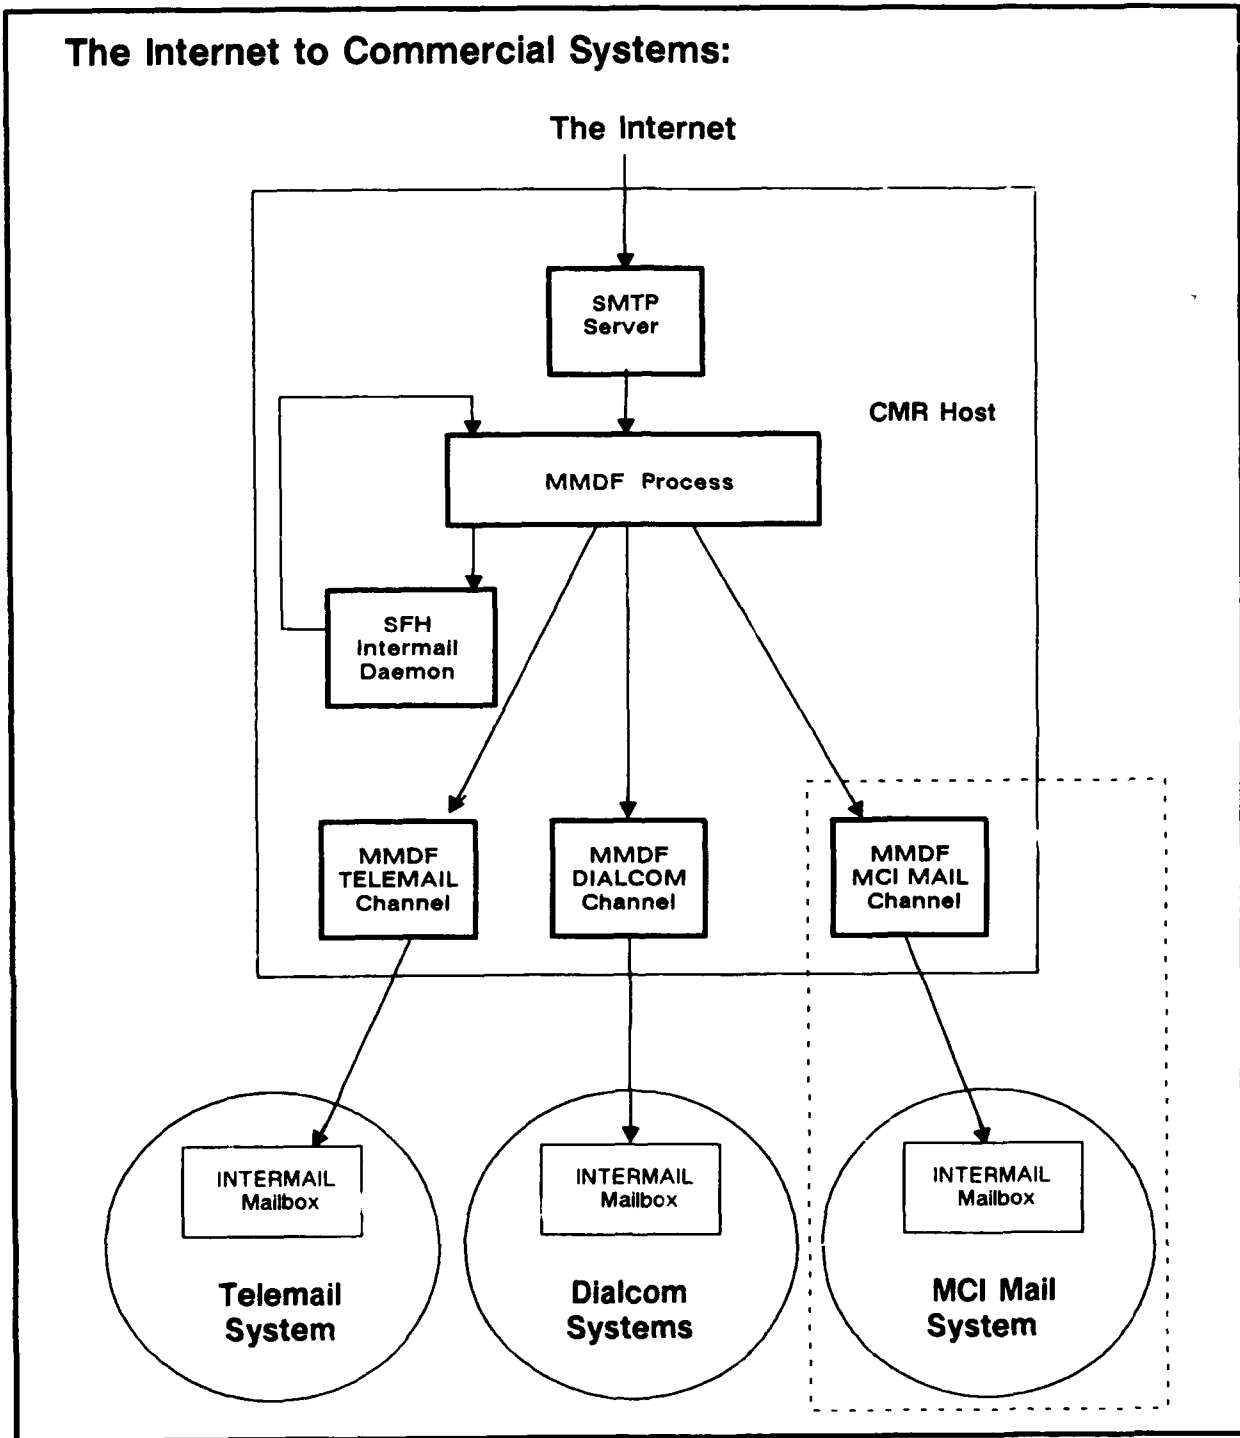 The Internet to Commercial Systems:
The Internet
SMTP
Server
CMR Host
MMDF Process
SFH
Intermail
Daemon
MMDF
TELEMAIL
Channel
MMDF
DIALCOM
Channel
MMDF
MCI MAIL
Channel
INTERMAIL
Mailbox
INTERMAIL
Mailbox
INTERMAIL
Mailbox
Telemail
System
Dialcom
Systems
MCI Mail
System